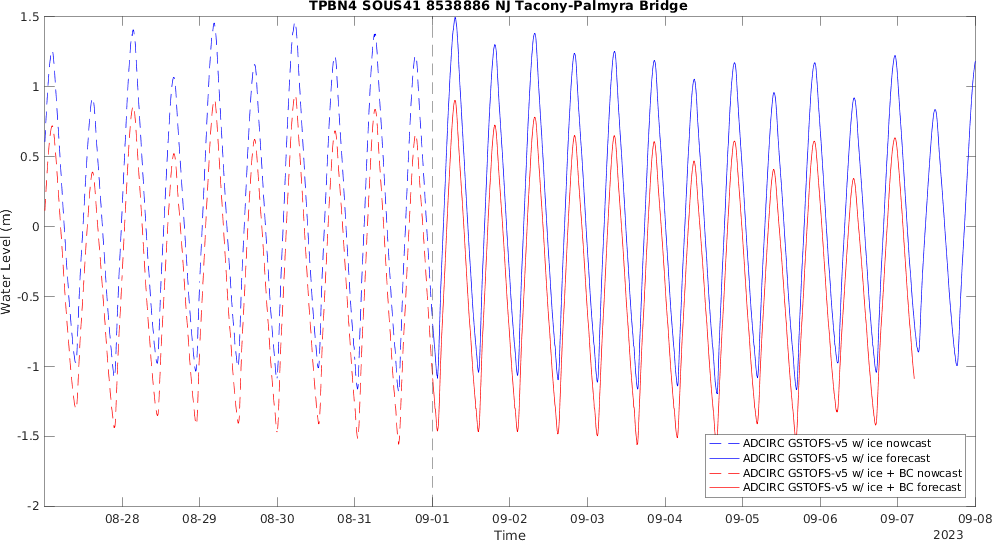 TPBN4 SOUS41 8538886 NJ Tacony-Palmyra Bridge
1.5
1
0.5
0
-0.5
-1
-1.5
-2
Water Level (m)
ADCIRC GSTOFS-v5 w/ ice nowcast
ADCIRC GSTOFS-v5 w/ ice forecast
ADCIRC GSTOFS-v5 w/ ice + BC nowcast
ADCIRC GSTOFS-v5 w/ ice + BC forecast
08-28 08-29 08-30 08-31 09-01 09-02 09-03 09-04 09-05 09-06 09-07 09-08
Time
2023